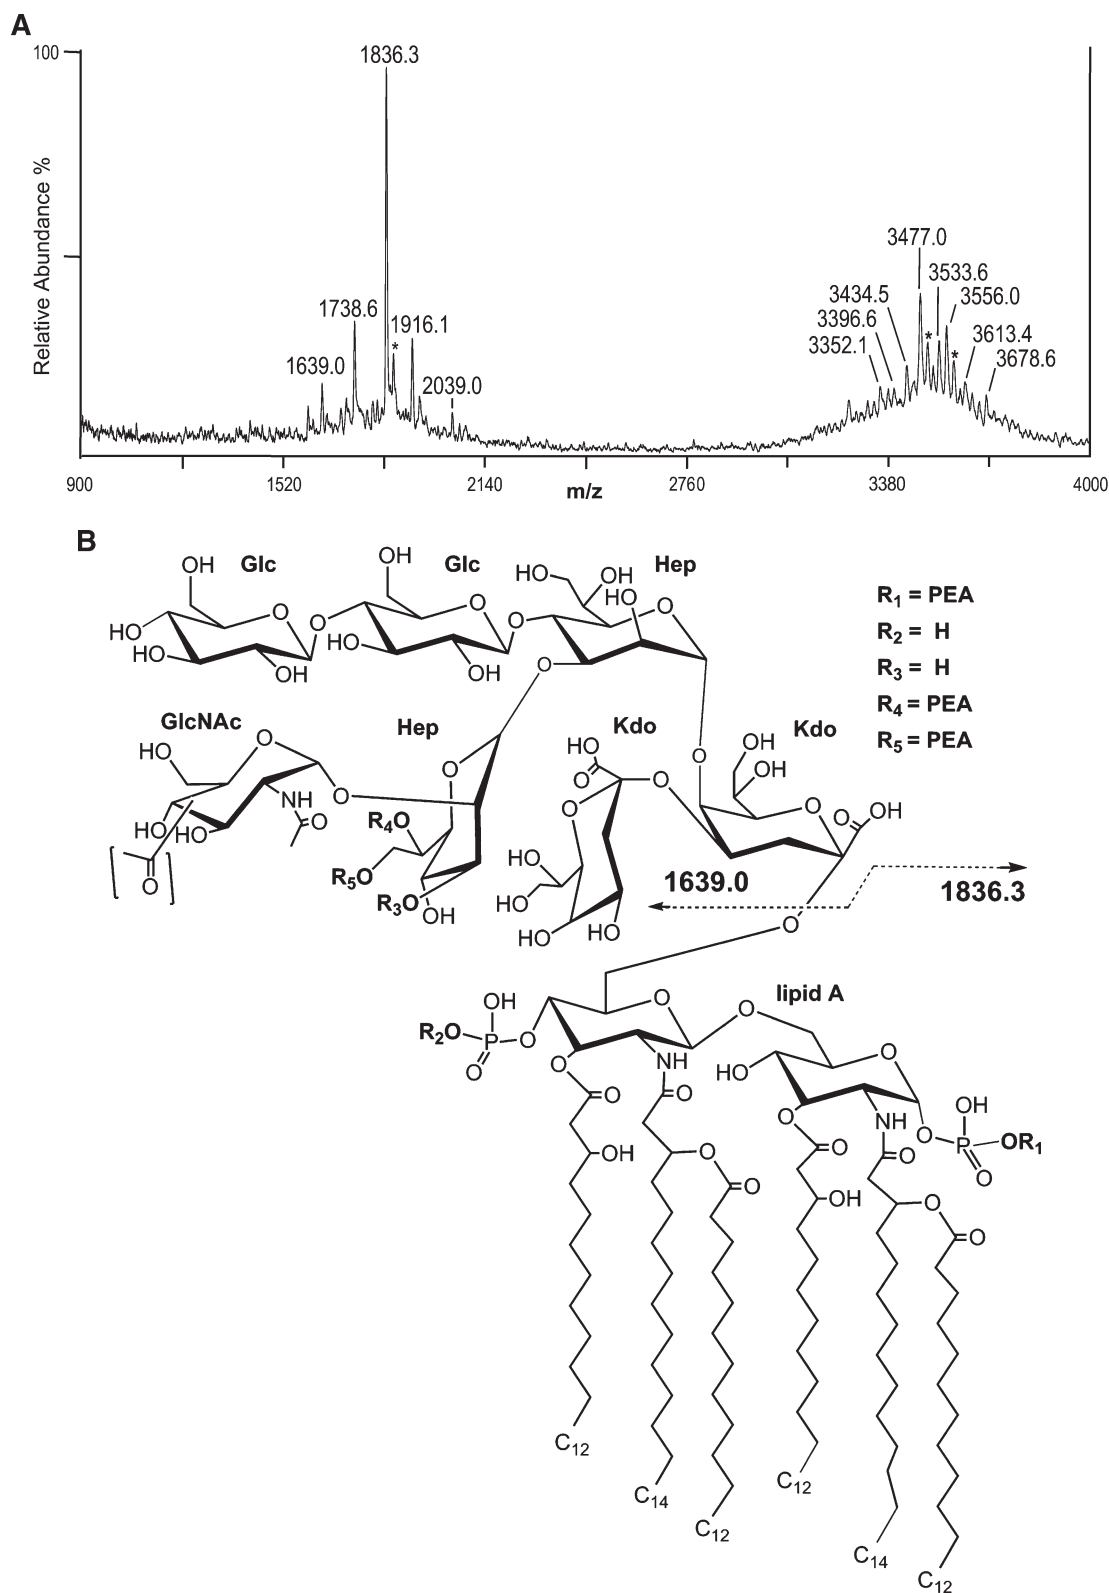 A
100
Relative Abundance %
1836.3
1738.6
1639.0
*
1916.1
2039.0
3477.0
3533.6
3434.5
3556.0
3396.6
3352.1
*
*
3613.4
3678.6
900
1520
2140
m/z
2760
3380
4000
B
OH
Glc
OH
Glc
HO
OH
HO
Hep
R1 = PEA
R2 = H
R3 = H
R4 = PEA
R5 = PEA
O
O
O
O
O
HO
HO
OH
HO
OH
O
GlcNAc
Hep
Kdo
Kdo
HO
O
O
HO
O
O
O
OH
OH
O
O
O
OH
HO
HO
NH
O
O
R4O
R5O
R3O
OH
HO
HO
HO
HO
1639.0
1836.3
O
lipid A
OH
R2O
P
O
O
O
O
NH
O
HO
O
OH
O
O
O
O
NH
O
P
OR1
O
OH
O
O
O
O
OH
O
O
C12
C14
C12
C12
C14
C12